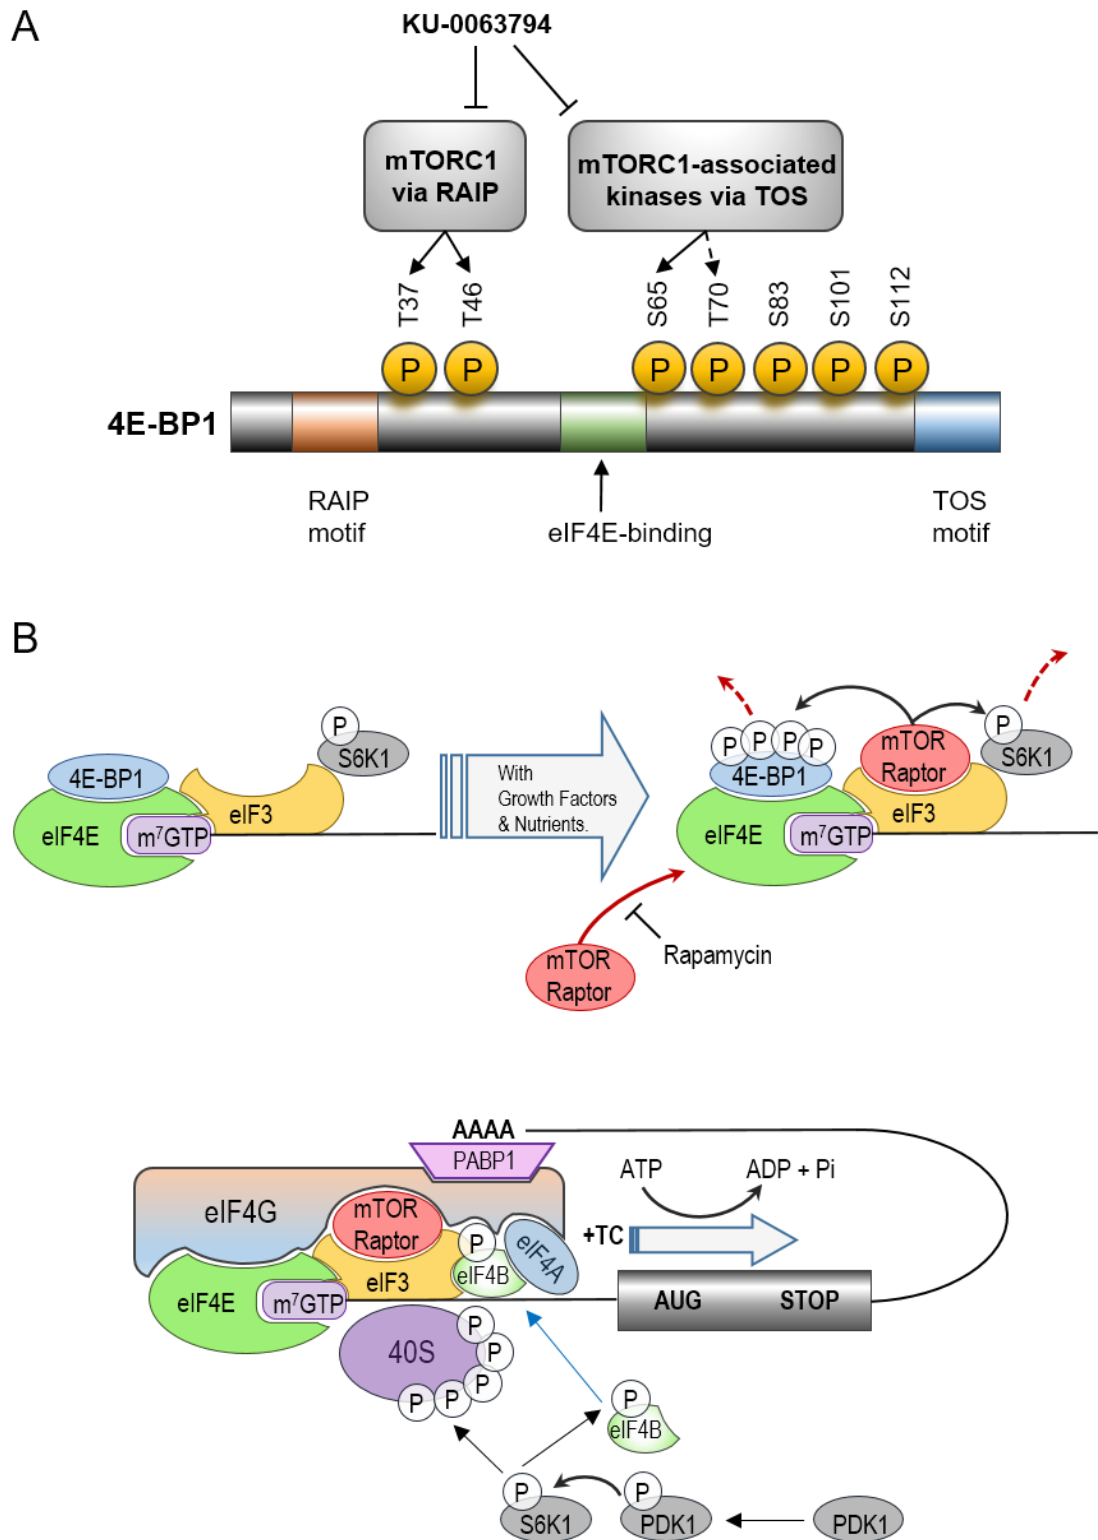 A
KU-0063794
mTORC1
via RAIP
mTORC1-associated
kinases via TOS
T37
T46
S65
T70
S83
S101
S112
P
P
P
P
P
P
P
4E-BP1
RAIP
motif
eIF4E-binding
TOS
motif
B
P
S6K1
4E-BP1
eIF3
eIF4E
m⁷GTP
With
Growth Factors
& Nutrients.
P
P
P
P
4E-BP1
mTOR
Raptor
P
S6K1
eIF3
eIF4E
m⁷GTP
mTOR
Raptor
Rapamycin
AAAA
PABP1
eIF4G
mTOR
Raptor
P
eIF4B
eIF4A
eIF3
eIF4E
m⁷GTP
ATP
ADP + Pi
+TC
AUG
STOP
40S
P
P
P
P
P
P
eIF4B
P
S6K1
P
PDK1
PDK1